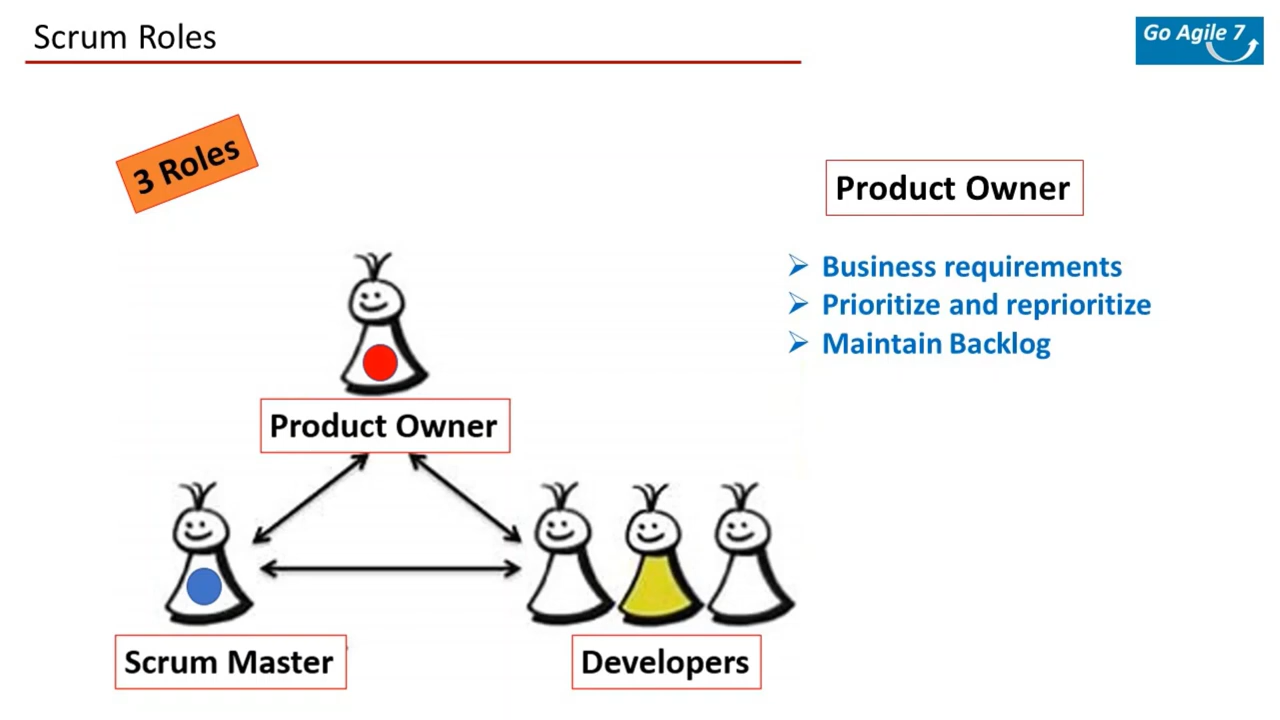 Scrum Roles
Go Agile 7
3 Roles
Product Owner
Business requirements
Prioritize and reprioritize
Maintain Backlog
Product Owner
Scrum Master
Developers